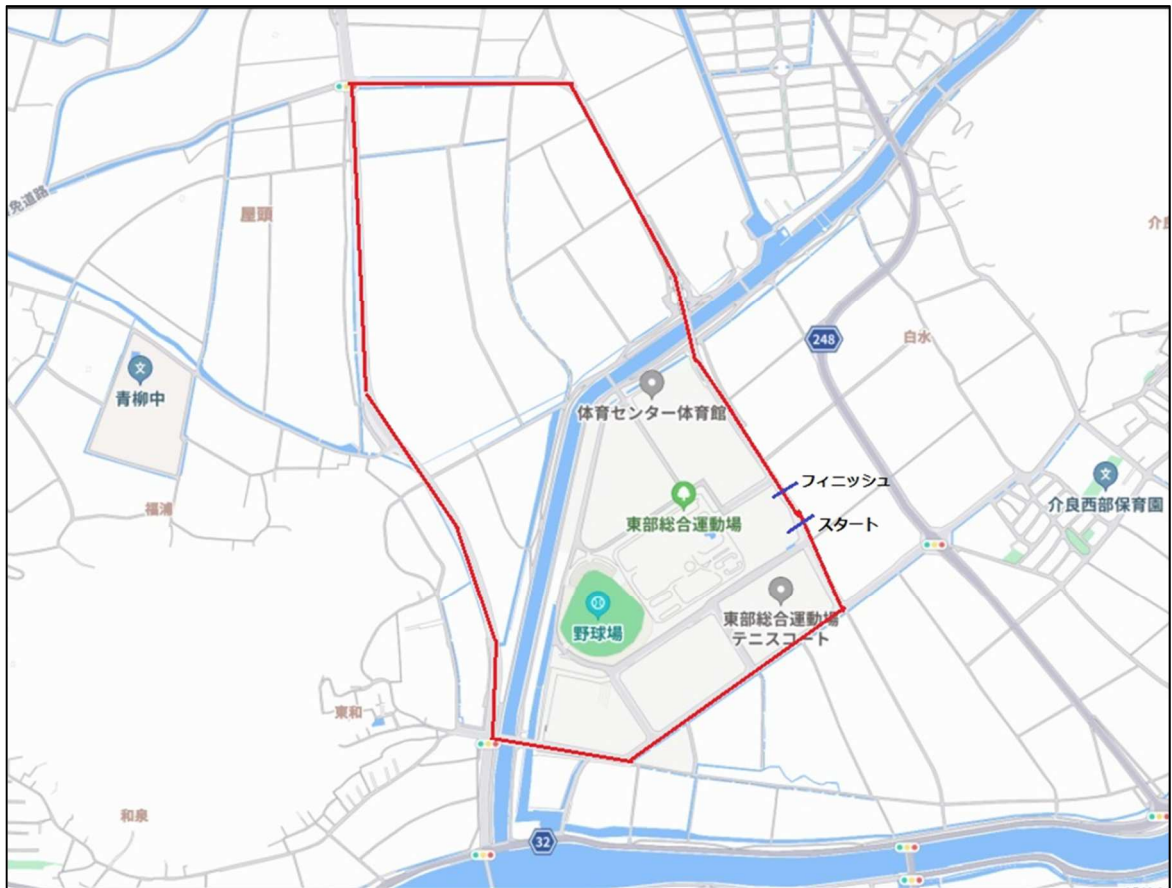 免道路
屋頭
介
248
白水
青柳中
体育センター体育館
福浦
フィニッシュ
東部総合運動場
スタート
介良西部保育園
野球場
東部総合運動場
テニスコート
東和
和泉
32